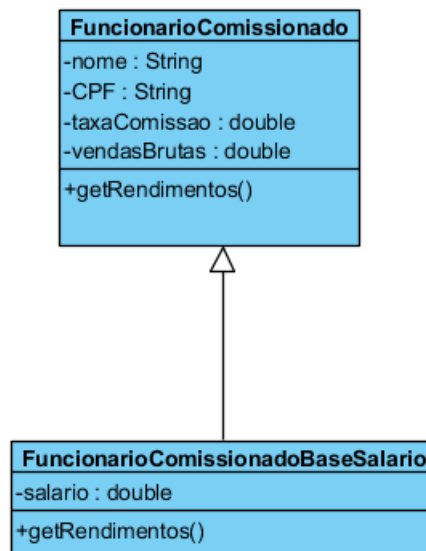 FuncionarioComissionado
-nome : String
-CPF : String
-taxaComissao : double
-vendasBrutas : double
+getRendimentos()
FuncionarioComissionadoBaseSalario
-salario : double
+getRendimentos()